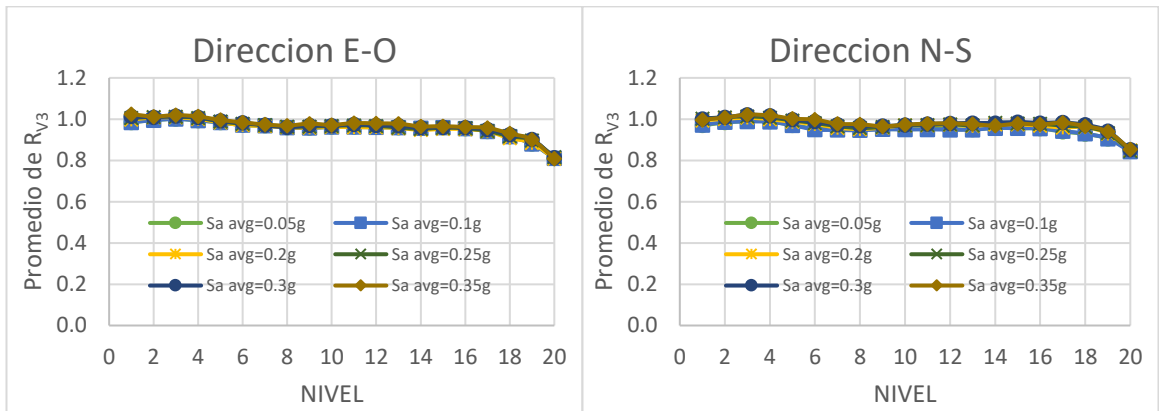 Direccion E-O
Promedio de RV3
1.2
1.0
0.8
0.6
0.4
0.2
0.0
Sa avg=0.05g Sa avg=0.1g
Sa avg=0.2g Sa avg=0.25g
Sa avg=0.3g Sa avg=0.35g
0 2 4 6 8 10 12 14 16 18 20
NIVEL
Direccion N-S
Promedio de RV3
1.2
1.0
0.8
0.6
0.4
0.2
0.0
Sa avg=0.05g Sa avg=0.1g
Sa avg=0.2g Sa avg=0.25g
Sa avg=0.3g Sa avg=0.35g
0 2 4 6 8 10 12 14 16 18 20
NIVEL